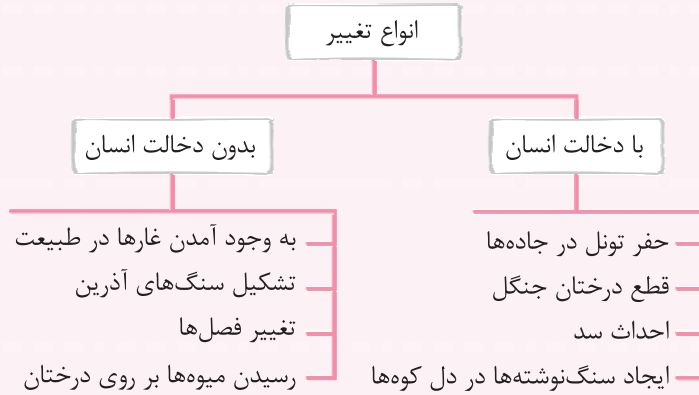 انواع تغییر
با دخالت انسان
حفر تونل در جاده‌ها
قطع درختان جنگل
احداث سد
ایجاد سنگ‌نوشته‌ها در دل کوه‌ها
بدون دخالت انسان
به وجود آمدن غارها در طبیعت
تشکیل سنگ‌های آذرین
تغییر فصل‌ها
رسیدن میوه‌ها بر روی درختان